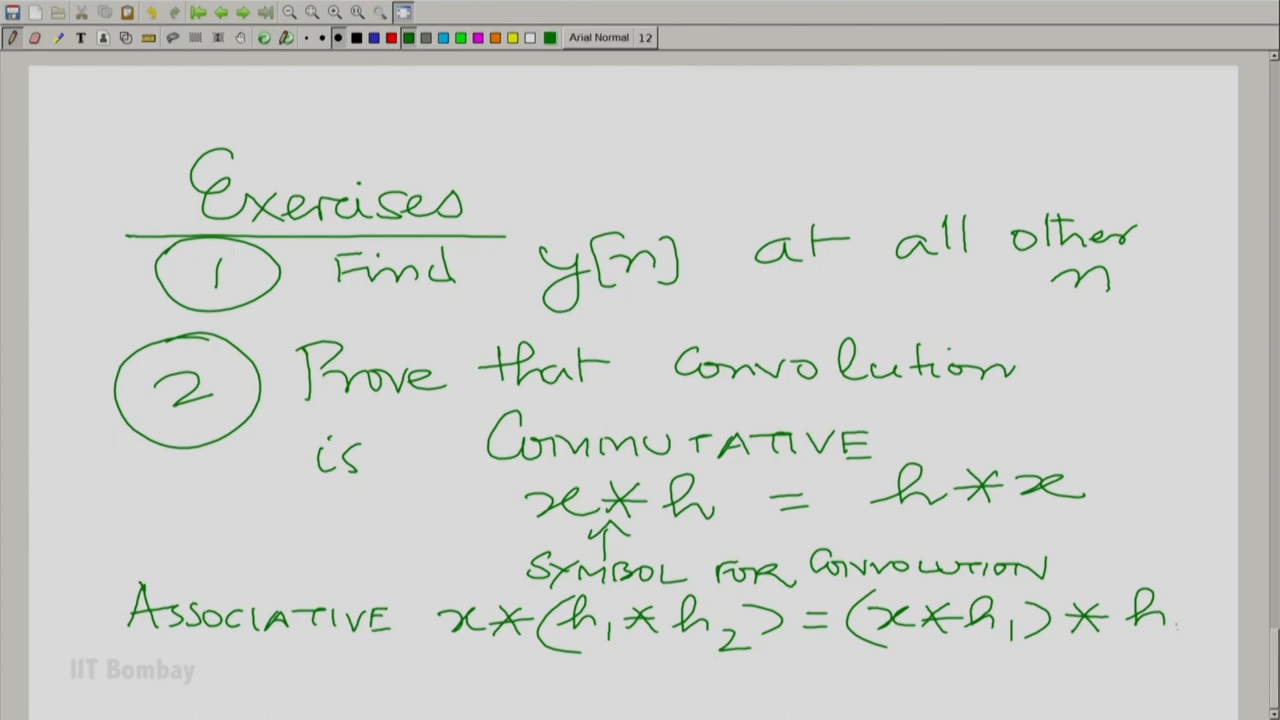 Arial Normal 12
Exercises
1 Find y[n] at all other n
2 Prove that convolution
is COMMUTATIVE
x * h = h * x
↑
SYMBOL FOR CONVOLUTION
ASSOCIATIVE x*(h₁*h₂) = (x*h₁)*h
IIT Bombay